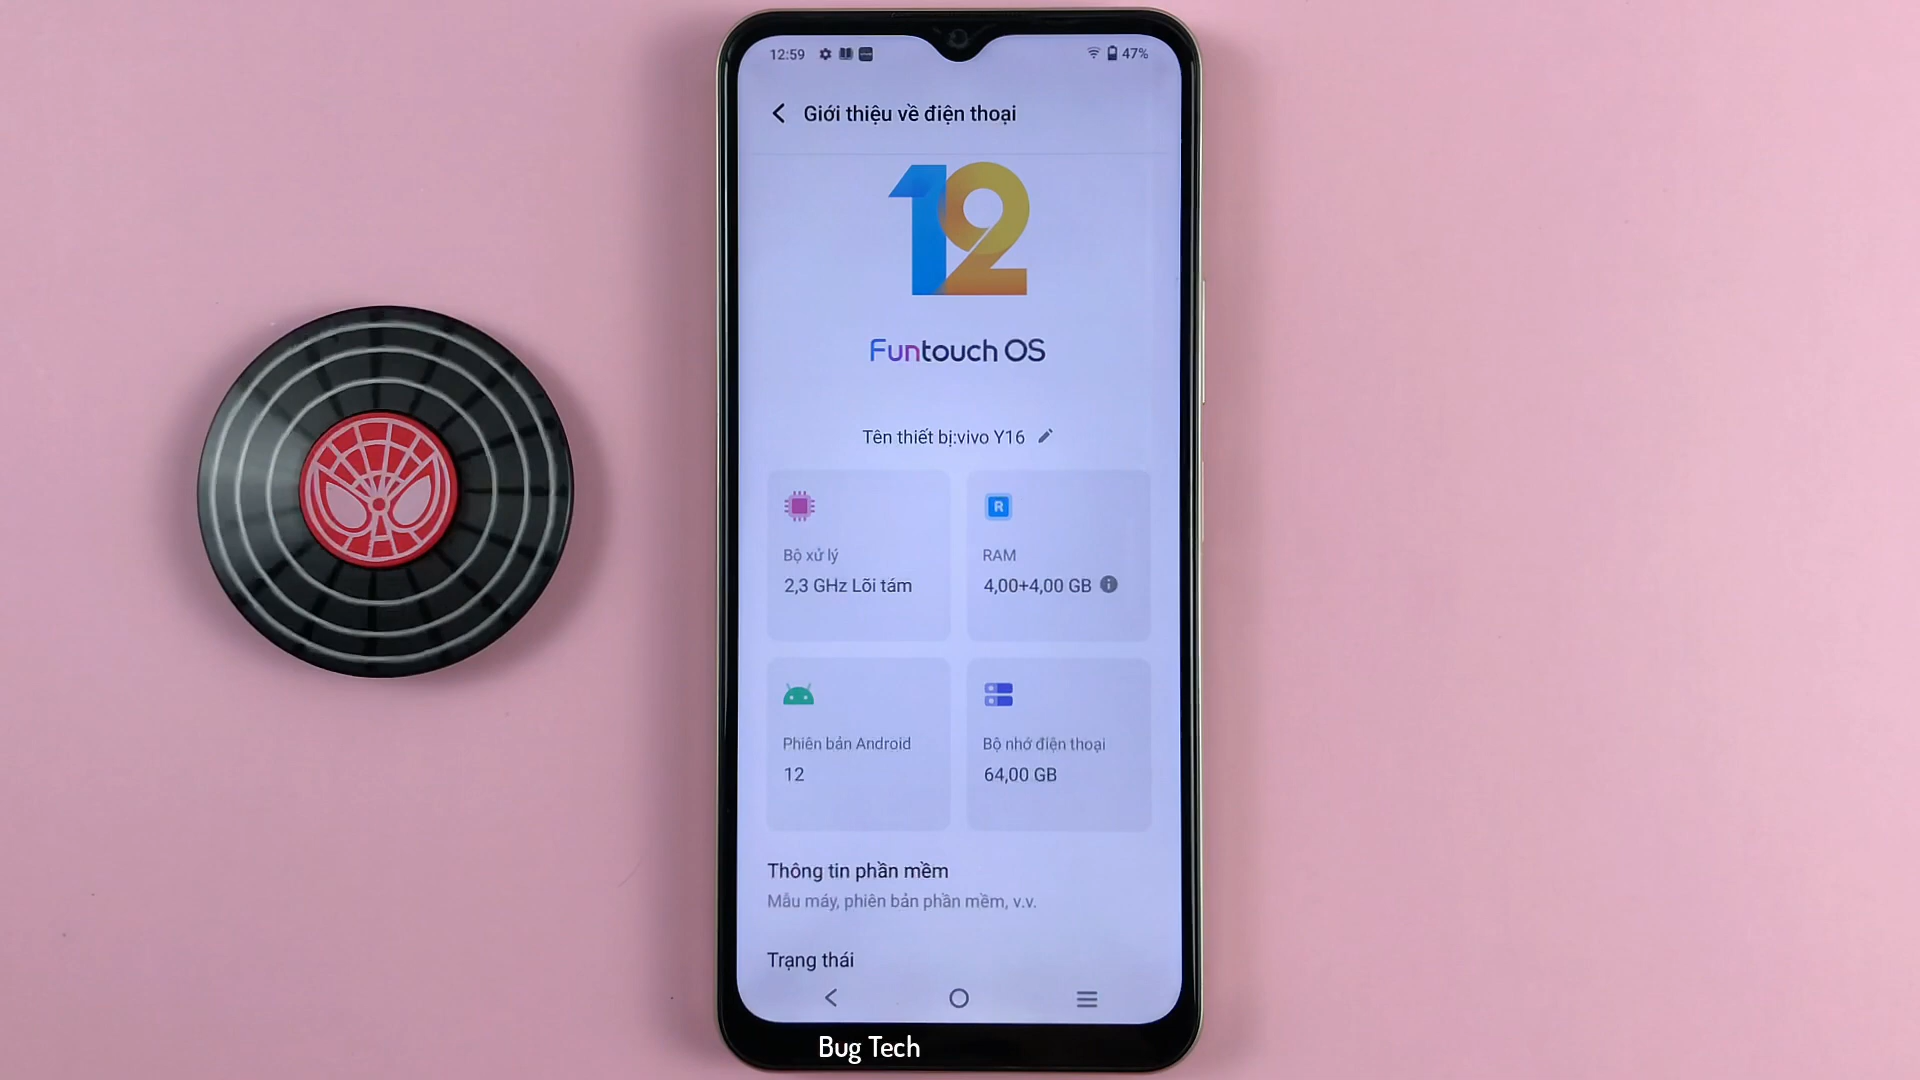 12:59
47%
Giới thiệu về điện thoại
12
Funtouch OS
Tên thiết bị:vivo Y16
Bộ xử lý
2,3 GHz Lõi tám
R
RAM
4,00+4,00 GB
Phiên bản Android
12
Bộ nhớ điện thoại
64,00 GB
Thông tin phần mềm
Mẫu máy, phiên bản phần mềm, v.v.
Trạng thái
Bug Tech